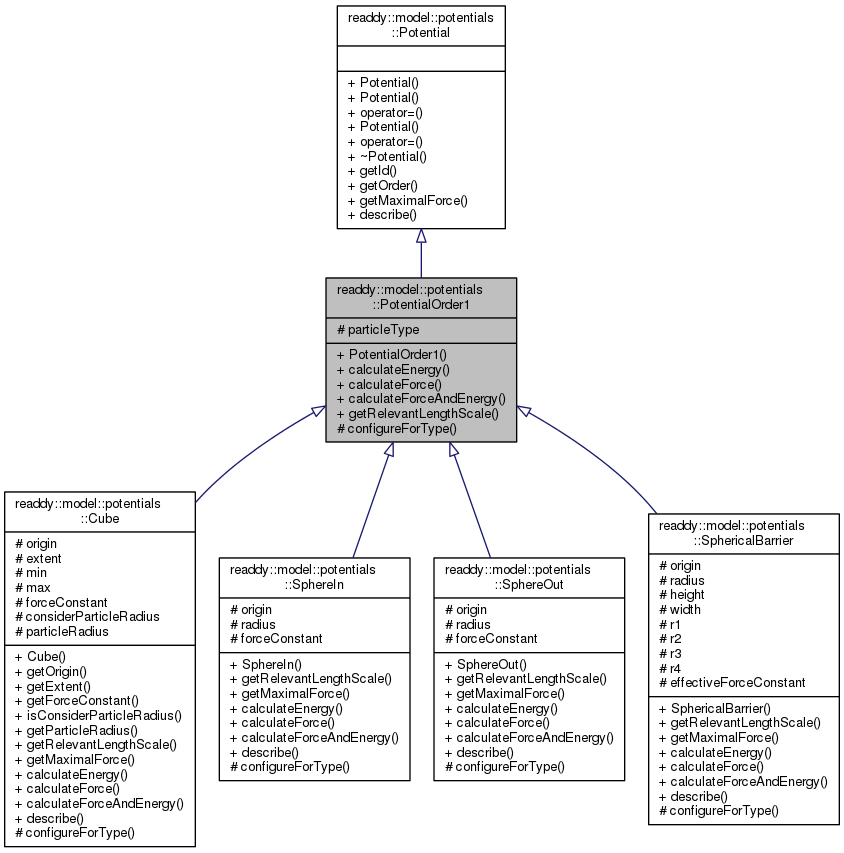 readdy::model::potentials
::Potential
+ Potential()
+ Potential()
+ operator=()
+ Potential()
+ operator=()
+ ~Potential()
+ getId()
+ getOrder()
+ getMaximalForce()
+ describe()
readdy::model::potentials
::PotentialOrder1
# particleType
+ PotentialOrder1()
+ calculateEnergy()
+ calculateForce()
+ calculateForceAndEnergy()
+ getRelevantLengthScale()
# configureForType()
readdy::model::potentials
::Cube
# origin
# extent
# min
# max
# forceConstant
# considerParticleRadius
# particleRadius
+ Cube()
+ getOrigin()
+ getExtent()
+ getForceConstant()
+ isConsiderParticleRadius()
+ getParticleRadius()
+ getRelevantLengthScale()
+ getMaximalForce()
+ calculateEnergy()
+ calculateForce()
+ calculateForceAndEnergy()
+ describe()
# configureForType()
readdy::model::potentials
::SphereIn
# origin
# radius
# forceConstant
+ SphereIn()
+ getRelevantLengthScale()
+ getMaximalForce()
+ calculateEnergy()
+ calculateForce()
+ calculateForceAndEnergy()
+ describe()
# configureForType()
readdy::model::potentials
::SphereOut
# origin
# radius
# forceConstant
+ SphereOut()
+ getRelevantLengthScale()
+ getMaximalForce()
+ calculateEnergy()
+ calculateForce()
+ calculateForceAndEnergy()
+ describe()
# configureForType()
readdy::model::potentials
::SphericalBarrier
# origin
# radius
# height
# width
# r1
# r2
# r3
# r4
# effectiveForceConstant
+ SphericalBarrier()
+ getRelevantLengthScale()
+ getMaximalForce()
+ calculateEnergy()
+ calculateForce()
+ calculateForceAndEnergy()
+ describe()
# configureForType()